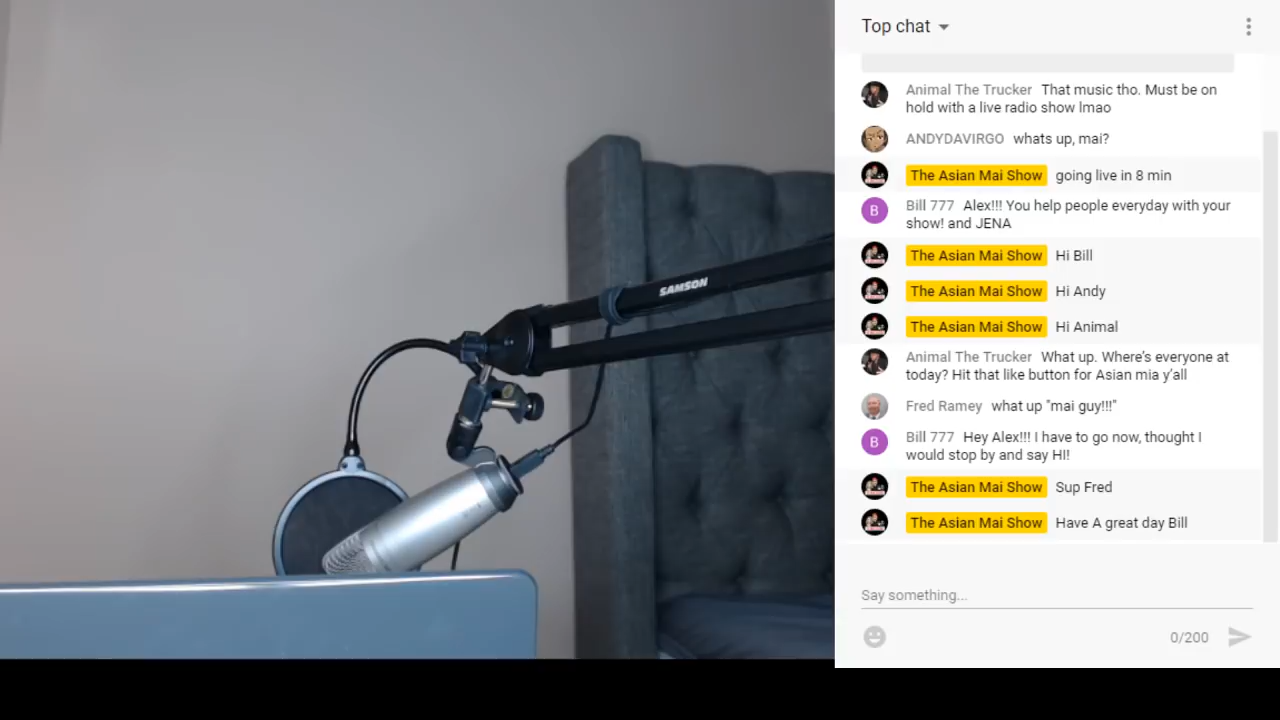 Top chat
Animal The Trucker That music tho. Must be on
hold with a live radio show lmao
ANDYDAVIRGO whats up, mai?
The Asian Mai Show going live in 8 min
B Bill 777 Alex!!! You help people everyday with your
show! and JENA
The Asian Mai Show Hi Bill
The Asian Mai Show Hi Andy
The Asian Mai Show Hi Animal
Animal The Trucker What up. Where's everyone at
today? Hit that like button for Asian mia y'all
Fred Ramey what up "mai guy!!!"
B Bill 777 Hey Alex!!! I have to go now, thought I
would stop by and say HI!
The Asian Mai Show Sup Fred
The Asian Mai Show Have A great day Bill
Say something...
0/200
SAMSON